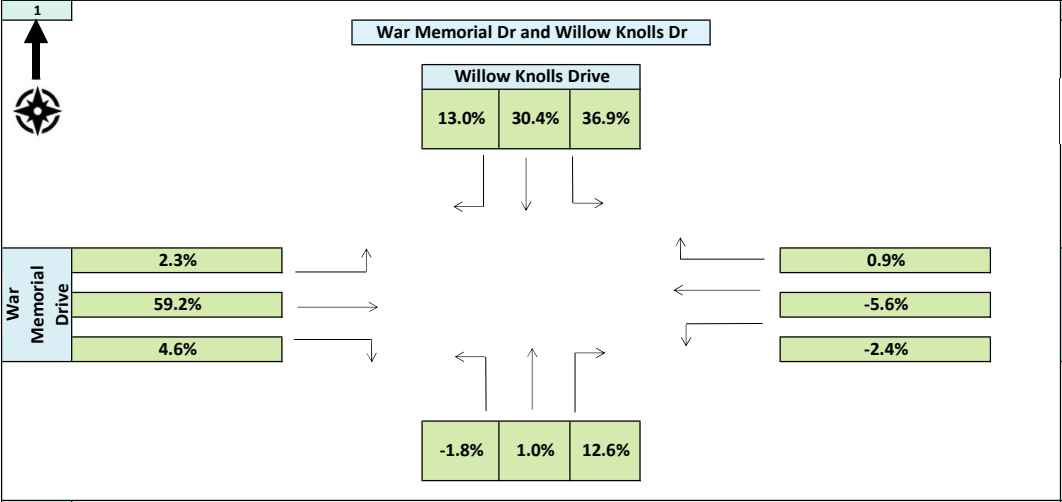 1
War Memorial Dr and Willow Knolls Dr
Willow Knolls Drive
13.0% 30.4% 36.9%
War
Memorial
Drive
2.3%
59.2%
4.6%
0.9%
-5.6%
-2.4%
-1.8% 1.0% 12.6%